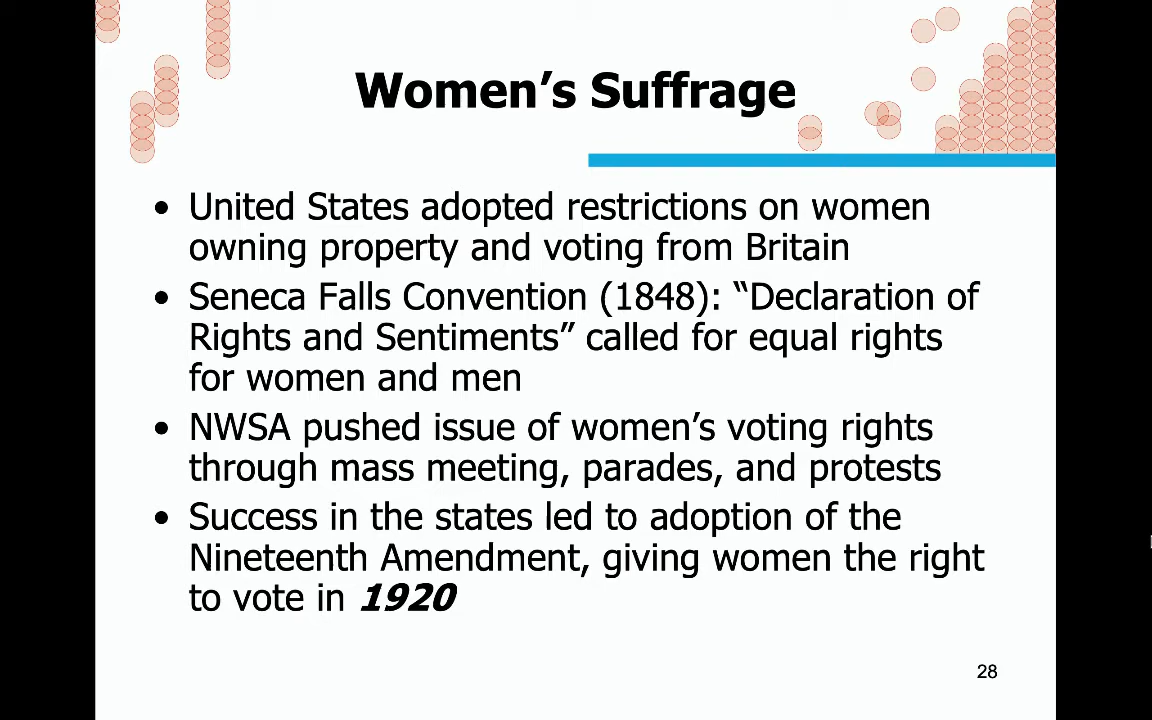 Women’s Suffrage
• United States adopted restrictions on women
owning property and voting from Britain
• Seneca Falls Convention (1848): “Declaration of
Rights and Sentiments” called for equal rights
for women and men
• NWSA pushed issue of women’s voting rights
through mass meeting, parades, and protests
• Success in the states led to adoption of the
Nineteenth Amendment, giving women the right
to vote in 1920
28